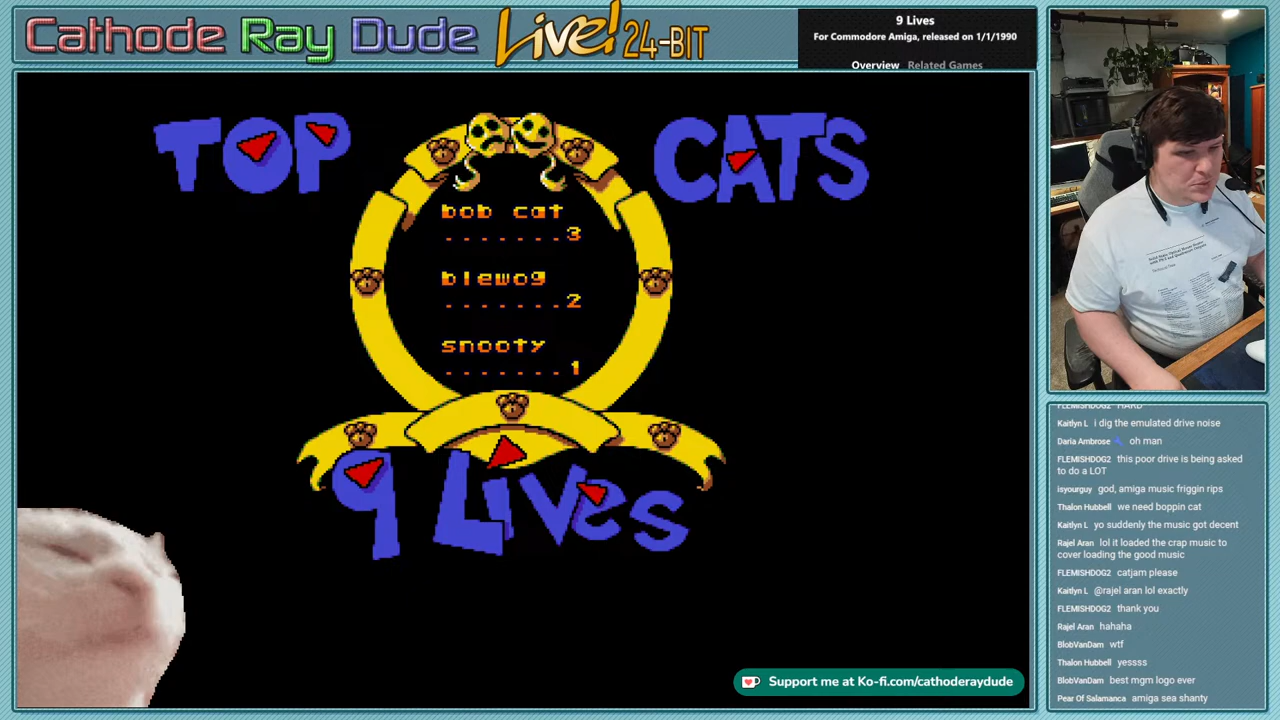 Cathode Ray Dude Live! 24-BIT
9 Lives
For Commodore Amiga, released on 1/1/1990
Overview Related Games
TOP CATS
bob cat
.......3
blewog
.......2
snooty
.......1
9 Lives
Kaitlyn L i dig the emulated drive noise
Daria Ambrose oh man
FLEMISHDOG2 this poor drive is being asked
to do a LOT
isyourguy god, amiga music friggin rips
Thalon Hubbell we need boppin cat
Kaitlyn L yo suddenly the music got decent
Rajel Aran lol it loaded the crap music to
cover loading the good music
FLEMISHDOG2 catjam please
Kaitlyn L @rajel aran lol exactly
FLEMISHDOG2 thank you
Rajel Aran hahaha
BlobVanDam wtf
Thalon Hubbell yessss
BlobVanDam best mgm logo ever
Pear Of Salamanca amiga sea shanty
Support me at Ko-fi.com/cathoderaydude